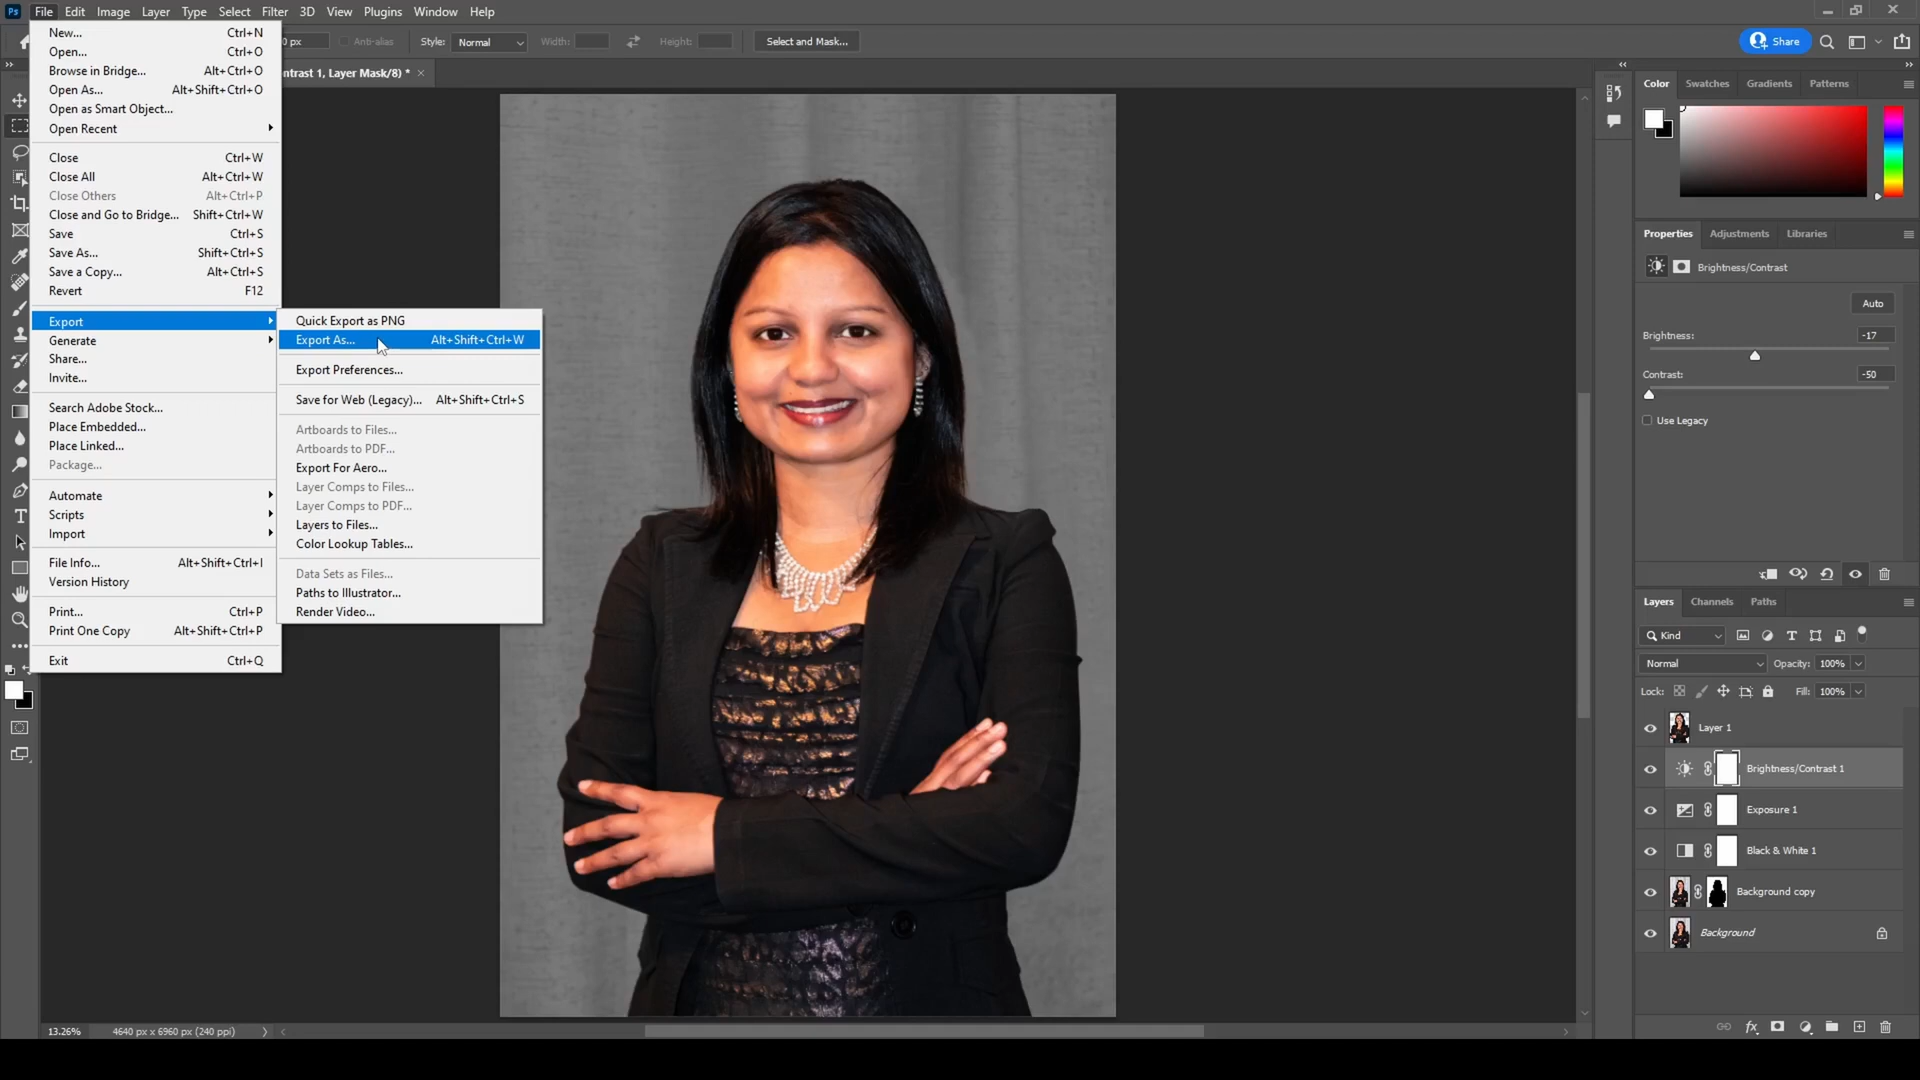 Ps File Edit Image Layer Type Select Filter 3D View Plugins Window Help
0 px Anti-alias Style: Normal Width: Height: Select and Mask... Share
ntrast 1, Layer Mask/8) * ×
New... Ctrl+N
Open... Ctrl+O
Browse in Bridge... Alt+Ctrl+O
Open As... Alt+Shift+Ctrl+O
Open as Smart Object...
Open Recent
Close Ctrl+W
Close All Alt+Ctrl+W
Close Others Alt+Ctrl+P
Close and Go to Bridge... Shift+Ctrl+W
Save Ctrl+S
Save As... Shift+Ctrl+S
Save a Copy... Alt+Ctrl+S
Revert F12
Export
Generate
Share...
Invite...
Search Adobe Stock...
Place Embedded...
Place Linked...
Package...
Automate
Scripts
Import
File Info... Alt+Shift+Ctrl+I
Version History
Print... Ctrl+P
Print One Copy Alt+Shift+Ctrl+P
Exit Ctrl+Q
Quick Export as PNG
Export As... Alt+Shift+Ctrl+W
Export Preferences...
Save for Web (Legacy)... Alt+Shift+Ctrl+S
Artboards to Files...
Artboards to PDF...
Export For Aero...
Layer Comps to Files...
Layer Comps to PDF...
Layers to Files...
Color Lookup Tables...
Data Sets as Files...
Paths to Illustrator...
Render Video...
Color Swatches Gradients Patterns
Properties Adjustments Libraries
Brightness/Contrast
Auto
Brightness: -17
Contrast: -50
Use Legacy
Layers Channels Paths
Kind
Normal Opacity: 100%
Lock: Fill: 100%
Layer 1
Brightness/Contrast 1
Exposure 1
Black & White 1
Background copy
Background
13.26% 4640 px x 6960 px (240 ppi)